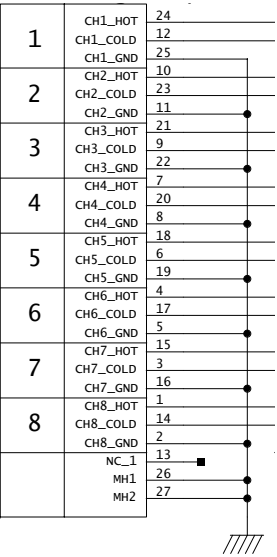 CH1_HOT 24
1 CH1_COLD 12
CH1_GND 25
CH2_HOT 10
2 CH2_COLD 23
CH2_GND 11
CH3_HOT 21
3 CH3_COLD 9
CH3_GND 22
CH4_HOT 7
4 CH4_COLD 20
CH4_GND 8
CH5_HOT 18
5 CH5_COLD 6
CH5_GND 19
CH6_HOT 4
6 CH6_COLD 17
CH6_GND 5
CH7_HOT 15
7 CH7_COLD 3
CH7_GND 16
CH8_HOT 1
8 CH8_COLD 14
CH8_GND 2
NC_1 13
MH1 26
MH2 27